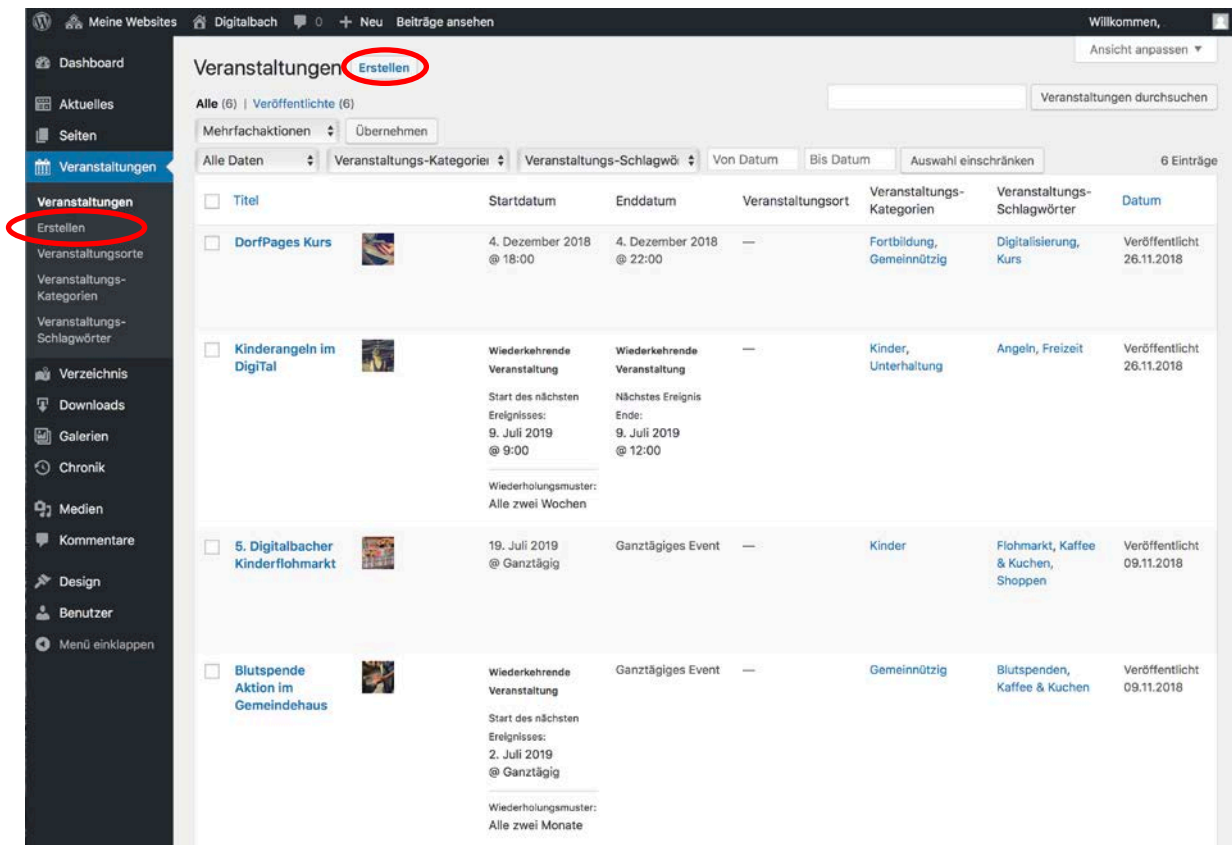 Meine Websites Digitalbach 0 + Neu Beiträge ansehen Willkommen,
Ansicht anpassen ▼
Dashboard
Aktuelles
Seiten
Veranstaltungen
Veranstaltungen
Erstellen
Veranstaltungsorte
Veranstaltungs-
Kategorien
Veranstaltungs-
Schlagwörter
Verzeichnis
Downloads
Galerien
Chronik
Medien
Kommentare
Design
Benutzer
Menü einklappen
Veranstaltungen Erstellen
Alle (6) | Veröffentlichte (6)
Veranstaltungen durchsuchen
Mehrfachaktionen Übernehmen
Alle Daten Veranstaltungs-Kategorien Veranstaltungs-Schlagwö Von Datum Bis Datum Auswahl einschränken 6 Einträge
Titel Startdatum Enddatum Veranstaltungsort Veranstaltungs-
Kategorien Veranstaltungs-
Schlagwörter Datum
DorfPages Kurs
4. Dezember 2018
@ 18:00
4. Dezember 2018
@ 22:00
—
Fortbildung,
Gemeinnützig
Digitalisierung,
Kurs
Veröffentlicht
26.11.2018
Kinderangeln im
DigiTal
Wiederkehrende
Veranstaltung
Start des nächsten
Ereignisses:
9. Juli 2019
@ 9:00
Wiederholungsmuster:
Alle zwei Wochen
Wiederkehrende
Veranstaltung
Nächstes Ereignis
Ende:
9. Juli 2019
@ 12:00
—
Kinder,
Unterhaltung
Angeln, Freizeit
Veröffentlicht
26.11.2018
5. Digitalbacher
Kinderflohmarkt
19. Juli 2019
@ Ganztägig
Ganztägiges Event
—
Kinder
Flohmarkt, Kaffee
& Kuchen,
Shoppen
Veröffentlicht
09.11.2018
Blutspende
Aktion im
Gemeindehaus
Wiederkehrende
Veranstaltung
Start des nächsten
Ereignisses:
2. Juli 2019
@ Ganztägig
Wiederholungsmuster:
Alle zwei Monate
Ganztägiges Event
—
Gemeinnützig
Blutspenden,
Kaffee & Kuchen
Veröffentlicht
09.11.2018